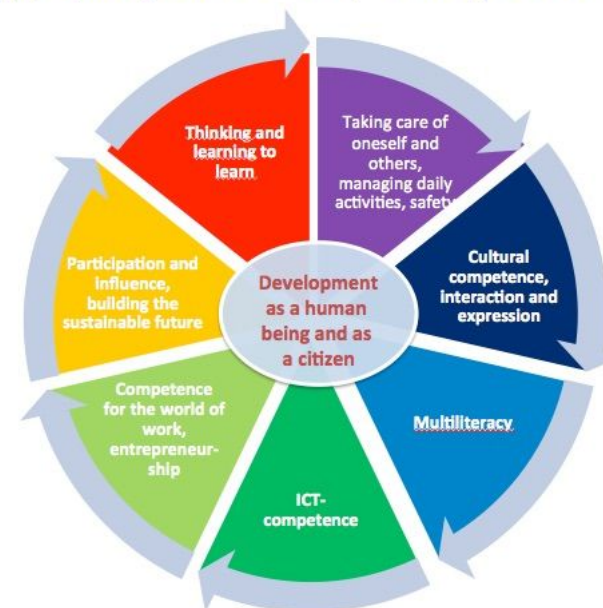 Thinking and
learning to
learn
Taking care of
oneself and
others,
managing daily
activities, safety
Cultural
competence,
interaction and
expression
Multiliteracy
ICT-
competence
Competence
for the world of
work,
entrepreneur-
ship
Participation and
influence,
building the
sustainable future
Development
as a human
being and as
a citizen